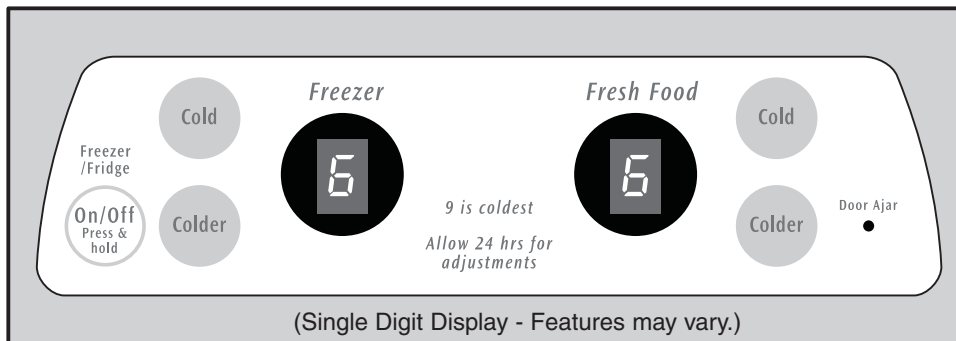 Freezer
/Fridge
On/Off
Press &
hold
Cold
Colder
Freezer
6
9 is coldest
Allow 24 hrs for
adjustments
Fresh Food
6
Cold
Colder
Door Ajar
(Single Digit Display - Features may vary.)